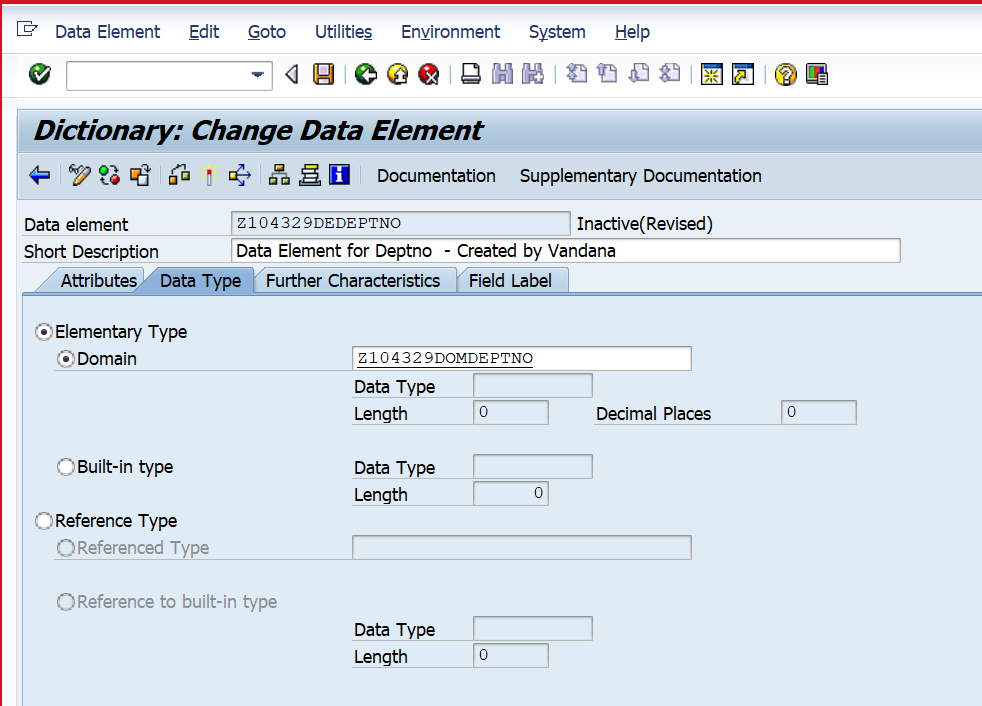 Data Element Edit Goto Utilities Environment System Help
Dictionary: Change Data Element
Documentation Supplementary Documentation
Data element Z104329DEDEPTNO Inactive(Revised)
Short Description Data Element for Deptno - Created by Vandana
Attributes Data Type Further Characteristics Field Label
Elementary Type
Domain Z104329DOMDEPTNO
Data Type
Length 0 Decimal Places 0
Built-in type Data Type
Length 0
Reference Type
Referenced Type
Reference to built-in type
Data Type
Length 0